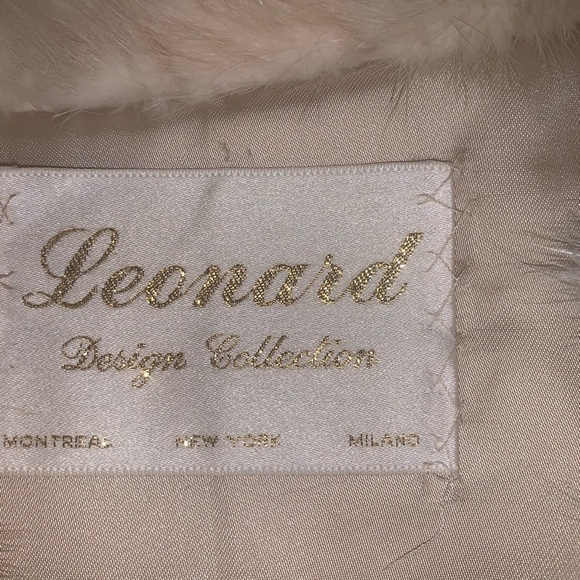 Leonard
Design Collection
MONTREAL NEW YORK MILANO